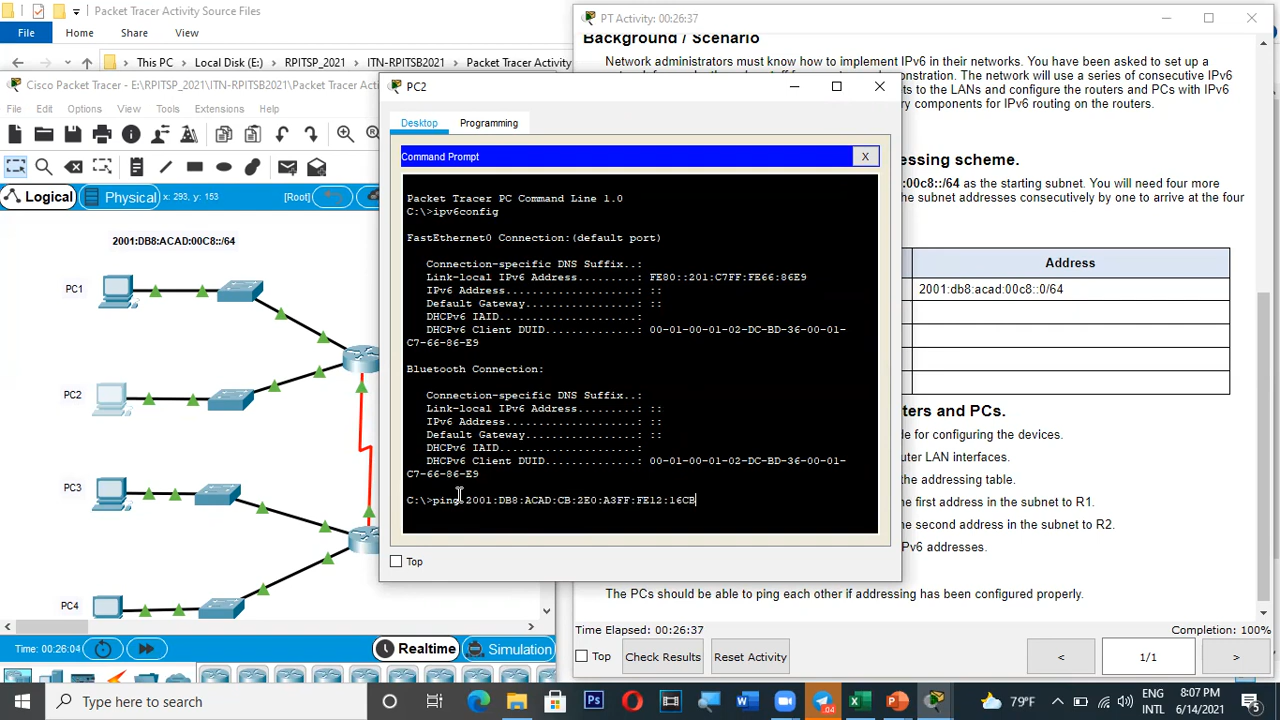 Packet Tracer Activity Source Files
File Home Share View
This PC Local Disk (E:) RPITSP_2021 ITN-RPITSB2021 Packet Tracer Activity
Cisco Packet Tracer - E:\RPITSP_2021\ITN-RPITSB2021\Packet Tracer Acti
File Edit Options View Tools Extensions Help
Logical Physical x: 293, y: 153 [Root]
2001:DB8:ACAD:00C8::/64
PC1
PC2
PC3
PC4
Time: 00:26:04 Realtime Simulation
PC2
Desktop Programming
Command Prompt X
Packet Tracer PC Command Line 1.0
C:\>ipv6config
FastEthernet0 Connection:(default port)
Connection-specific DNS Suffix..:
Link-local IPv6 Address.........: FE80::201:C7FF:FE66:86E9
IPv6 Address....................: ::
Default Gateway.................: ::
DHCPv6 IAID.....................:
DHCPv6 Client DUID..............: 00-01-00-01-02-DC-BD-36-00-01-
C7-66-86-E9
Bluetooth Connection:
Connection-specific DNS Suffix..:
Link-local IPv6 Address.........: ::
IPv6 Address....................: ::
Default Gateway.................: ::
DHCPv6 IAID.....................:
DHCPv6 Client DUID..............: 00-01-00-01-02-DC-BD-36-00-01-
C7-66-86-E9
C:\>ping 2001:DB8:ACAD:CB:2E0:A3FF:FE12:16CB
Top
PT Activity: 00:26:37
Background / Scenario
Network administrators must know how to implement IPv6 in their networks. You have been asked to set up a
onstration. The network will use a series of consecutive IPv6
ts to the LANs and configure the routers and PCs with IPv6
ry components for IPv6 routing on the routers.
essing scheme.
:00c8::/64 as the starting subnet. You will need four more
the subnet addresses consecutively by one to arrive at the four
Address
2001:db8:acad:00c8::0/64
ters and PCs.
le for configuring the devices.
outer LAN interfaces.
he addressing table.
he first address in the subnet to R1.
he second address in the subnet to R2.
Pv6 addresses.
The PCs should be able to ping each other if addressing has been configured properly.
Time Elapsed: 00:26:37 Completion: 100%
Top Check Results Reset Activity < 1/1 >
Type here to search
79°F ENG INTL 8:07 PM 6/14/2021 5